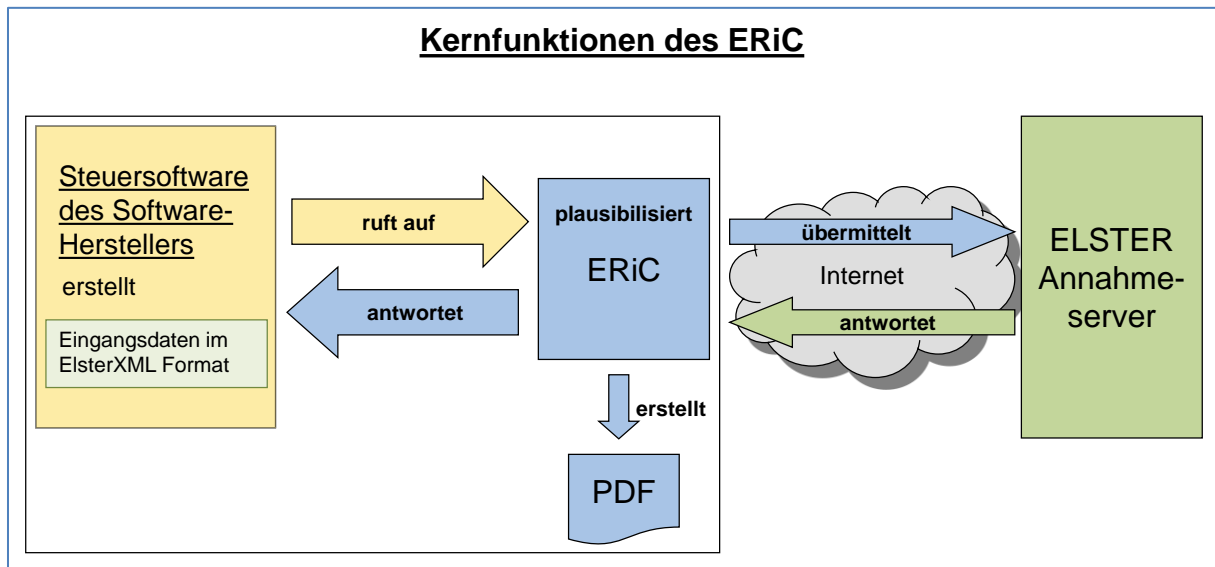 Kernfunktionen des ERiC
Steuersoftware
des Software-
Herstellers
erstellt
Eingangsdaten im
ElsterXML Format
ruft auf
antwortet
plausibilisiert
ERiC
erstellt
PDF
übermittelt
Internet
antwortet
ELSTER
Annahme-
server